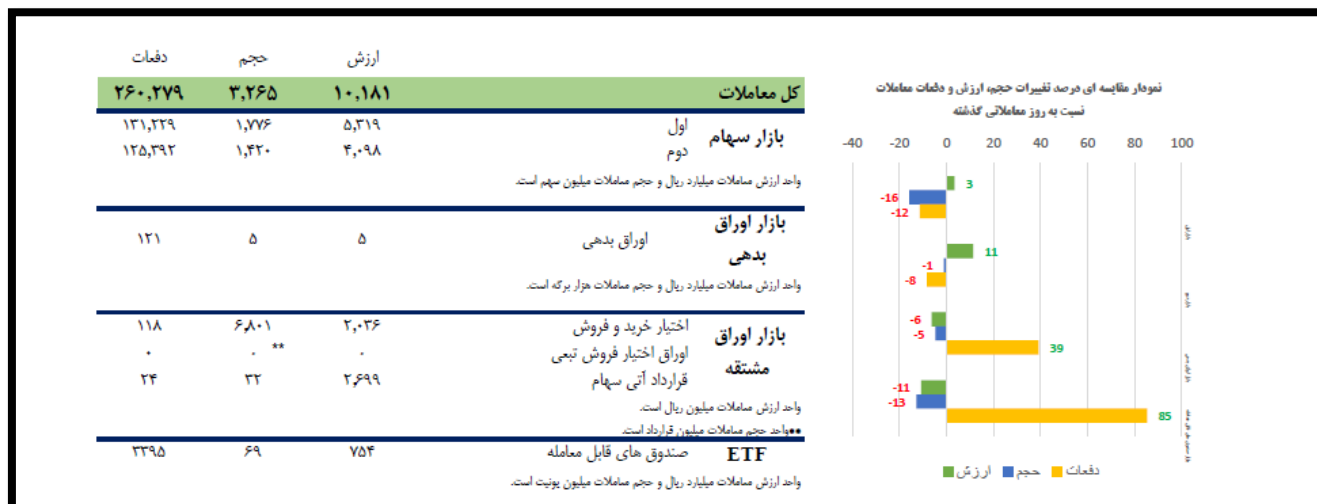 ارزش حجم دفعات
کل معاملات ۱۰,۱۸۱ ۳,۲۶۵ ۲۶۰,۲۷۹
بازار سهام
اول ۵,۳۱۹ ۱,۷۷۶ ۱۳۱,۲۲۹
دوم ۴,۰۹۸ ۱,۴۲۰ ۱۲۵,۳۹۲
واحد ارزش معاملات میلیارد ریال و حجم معاملات میلیون سهم است.
بازار اوراق
بدهی
اوراق بدهی ۵ ۵ ۱۲۱
واحد ارزش معاملات میلیارد ریال و حجم معاملات هزار برگه است.
بازار اوراق
مشتقه
اختیار خرید و فروش ۲,۰۳۶ ۶,۸۰۱ ۱۱۸
اوراق اختیار فروش تبعی ۰ ۰ ** ۰
قرارداد آتی سهام ۲,۶۹۹ ۳۲ ۲۴
واحد ارزش معاملات میلیون ریال است.
**واحد حجم معاملات میلیون قرارداد است.
ETF صندوق های قابل معامله ۷۵۴ ۶۹ ۳۳۹۵
واحد ارزش معاملات میلیارد ریال و حجم معاملات میلیون یونیت است.
نمودار مقایسه ای درصد تغییرات حجم، ارزش و دفعات معاملات
نسبت به روز معاملاتی گذشته
-40 -20 0 20 40 60 80 100
3
-16
-12
11
-1
-8
-6
-5
39
-11
-13
85
ارزش حجم دفعات